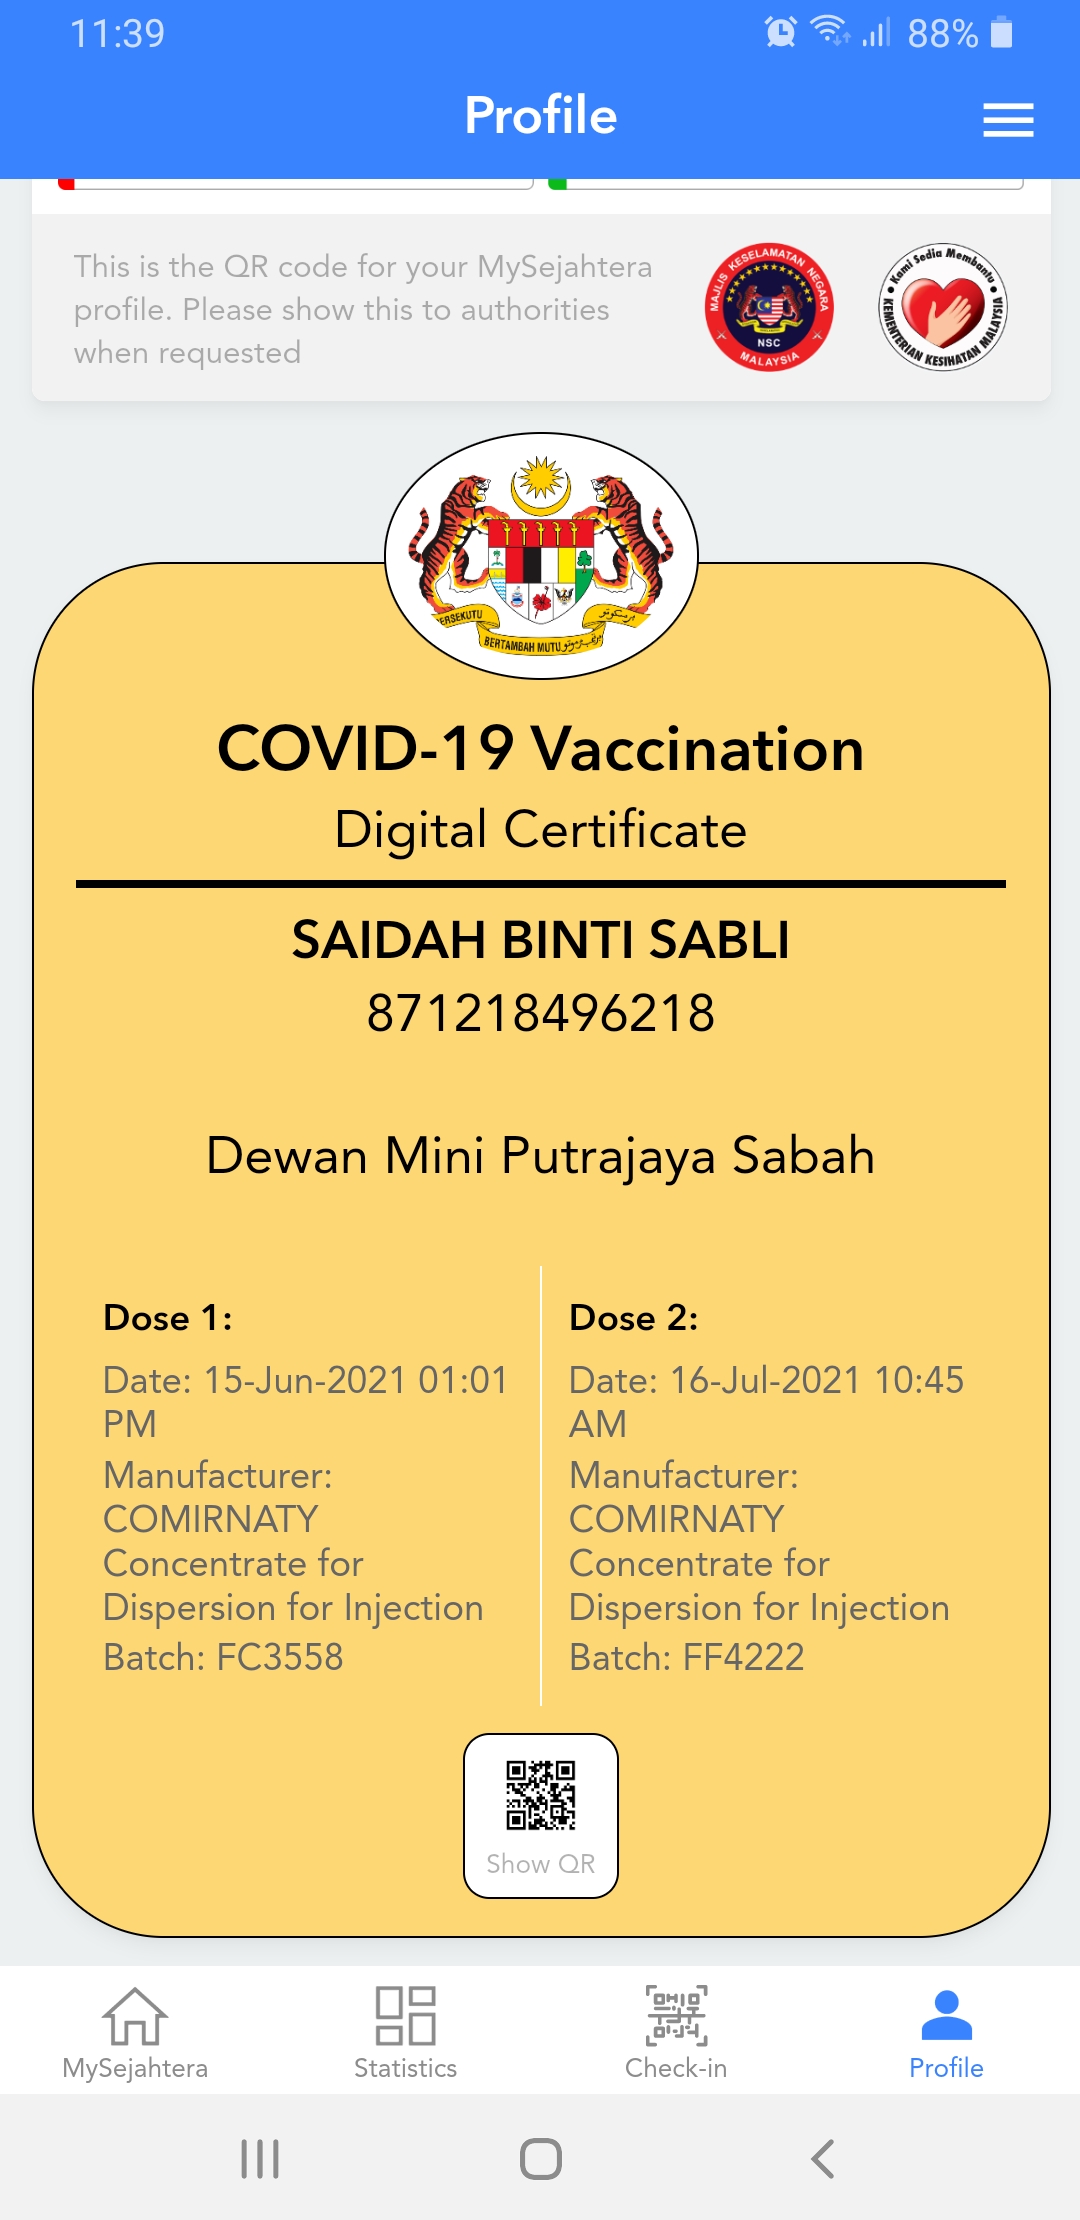 11:39
88%
Profile
This is the QR code for your MySejahtera
profile. Please show this to authorities
when requested
MAJLIS KESELAMATAN NEGARA
NSC
MALAYSIA
Kami Sedia Membantu
KEMENTERIAN KESIHATAN MALAYSIA
ERSEKUTU
BERTAMBAH MUTU
COVID-19 Vaccination
Digital Certificate
SAIDAH BINTI SABLI
871218496218
Dewan Mini Putrajaya Sabah
Dose 1:
Date: 15-Jun-2021 01:01
PM
Manufacturer:
COMIRNATY
Concentrate for
Dispersion for Injection
Batch: FC3558
Dose 2:
Date: 16-Jul-2021 10:45
AM
Manufacturer:
COMIRNATY
Concentrate for
Dispersion for Injection
Batch: FF4222
Show QR
MySejahtera
Statistics
Check-in
Profile